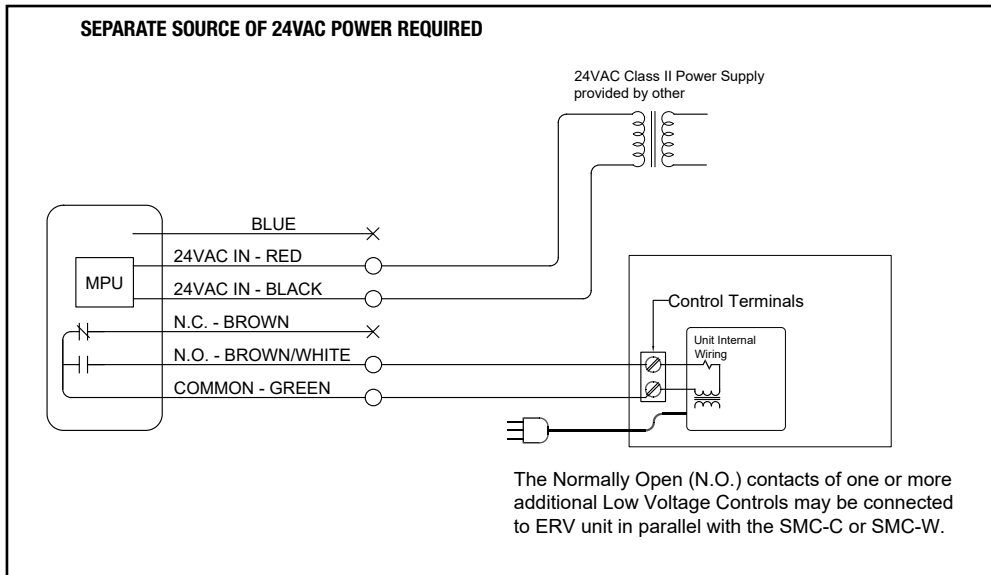 SEPARATE SOURCE OF 24VAC POWER REQUIRED
24VAC Class II Power Supply
provided by other
BLUE
24VAC IN - RED
MPU
24VAC IN - BLACK
N.C. - BROWN
N.O. - BROWN/WHITE
COMMON - GREEN
Control Terminals
Unit Internal
Wiring
The Normally Open (N.O.) contacts of one or more
additional Low Voltage Controls may be connected
to ERV unit in parallel with the SMC-C or SMC-W.